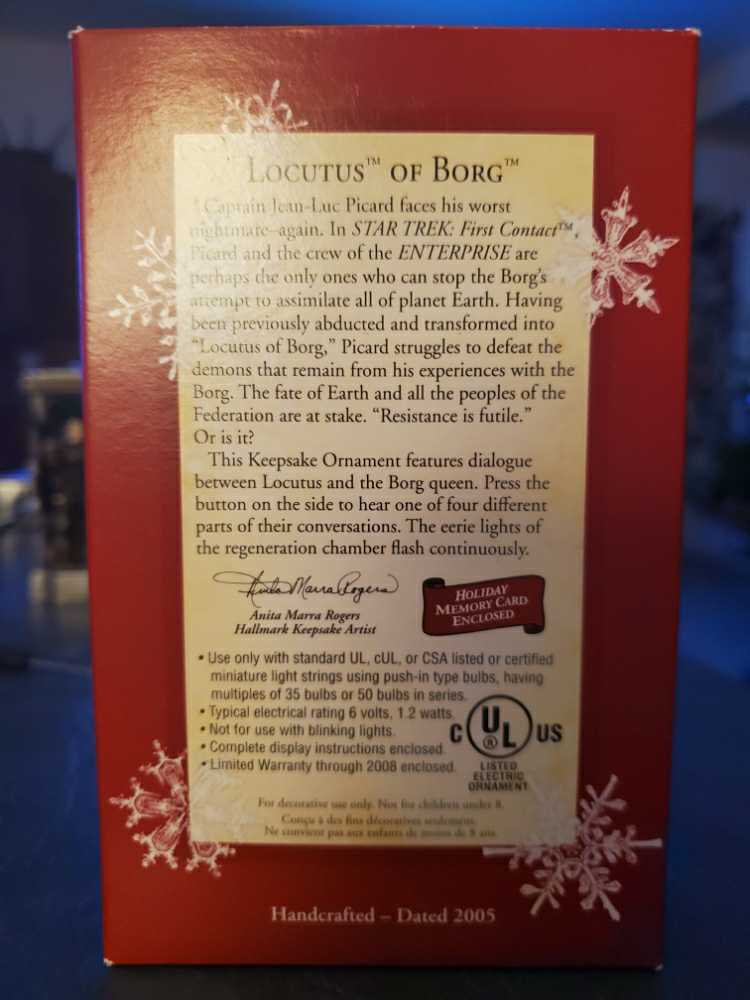 Locutus™ of Borg™
Captain Jean-Luc Picard faces his worst
nightmare–again. In STAR TREK: First Contact™,
Picard and the crew of the ENTERPRISE are
perhaps the only ones who can stop the Borg's
attempt to assimilate all of planet Earth. Having
been previously abducted and transformed into
“Locutus of Borg,” Picard struggles to defeat the
demons that remain from his experiences with the
Borg. The fate of Earth and all the peoples of the
Federation are at stake. “Resistance is futile.”
Or is it?
This Keepsake Ornament features dialogue
between Locutus and the Borg queen. Press the
button on the side to hear one of four different
parts of their conversations. The eerie lights of
the regeneration chamber flash continuously.
Anita Marra Rogers
Anita Marra Rogers
Hallmark Keepsake Artist
HOLIDAY
MEMORY CARD
ENCLOSED
• Use only with standard UL, cUL, or CSA listed or certified
miniature light strings using push-in type bulbs, having
multiples of 35 bulbs or 50 bulbs in series.
• Typical electrical rating 6 volts, 1.2 watts.
• Not for use with blinking lights.
• Complete display instructions enclosed.
• Limited Warranty through 2008 enclosed.
C UL® US
LISTED
ELECTRIC
ORNAMENT
For decorative use only. Not for children under 8.
Conçu à des fins décoratives seulement.
Ne convient pas aux enfants de moins de 8 ans.
Handcrafted – Dated 2005